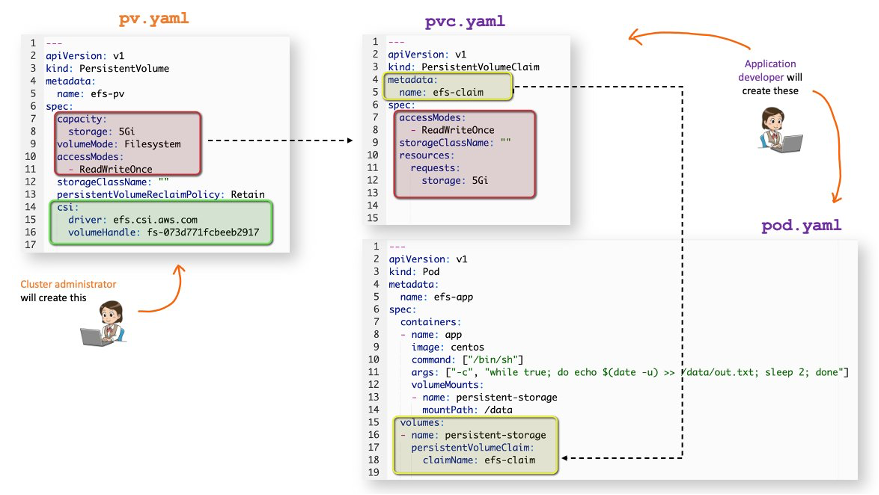 pv.yaml
1 ---
2 apiVersion: v1
3 kind: PersistentVolume
4 metadata:
5   name: efs-pv
6 spec:
7   capacity:
8     storage: 5Gi
9   volumeMode: Filesystem
10   accessModes:
11     - ReadWriteOnce
12   storageClassName: ""
13   persistentVolumeReclaimPolicy: Retain
14   csi:
15     driver: efs.csi.aws.com
16     volumeHandle: fs-073d771fcbeeb2917
17
Cluster administrator
will create this
pvc.yaml
1 ---
2 apiVersion: v1
3 kind: PersistentVolumeClaim
4 metadata:
5   name: efs-claim
6 spec:
7   accessModes:
8     - ReadWriteOnce
9   storageClassName: ""
10   resources:
11     requests:
12       storage: 5Gi
13
14
15
Application
developer will
create these
pod.yaml
1 ---
2 apiVersion: v1
3 kind: Pod
4 metadata:
5   name: efs-app
6 spec:
7   containers:
8   - name: app
9     image: centos
10     command: ["/bin/sh"]
11     args: ["-c", "while true; do echo $(date -u) >> /data/out.txt; sleep 2; done"]
12     volumeMounts:
13     - name: persistent-storage
14       mountPath: /data
15   volumes:
16   - name: persistent-storage
17     persistentVolumeClaim:
18       claimName: efs-claim
19